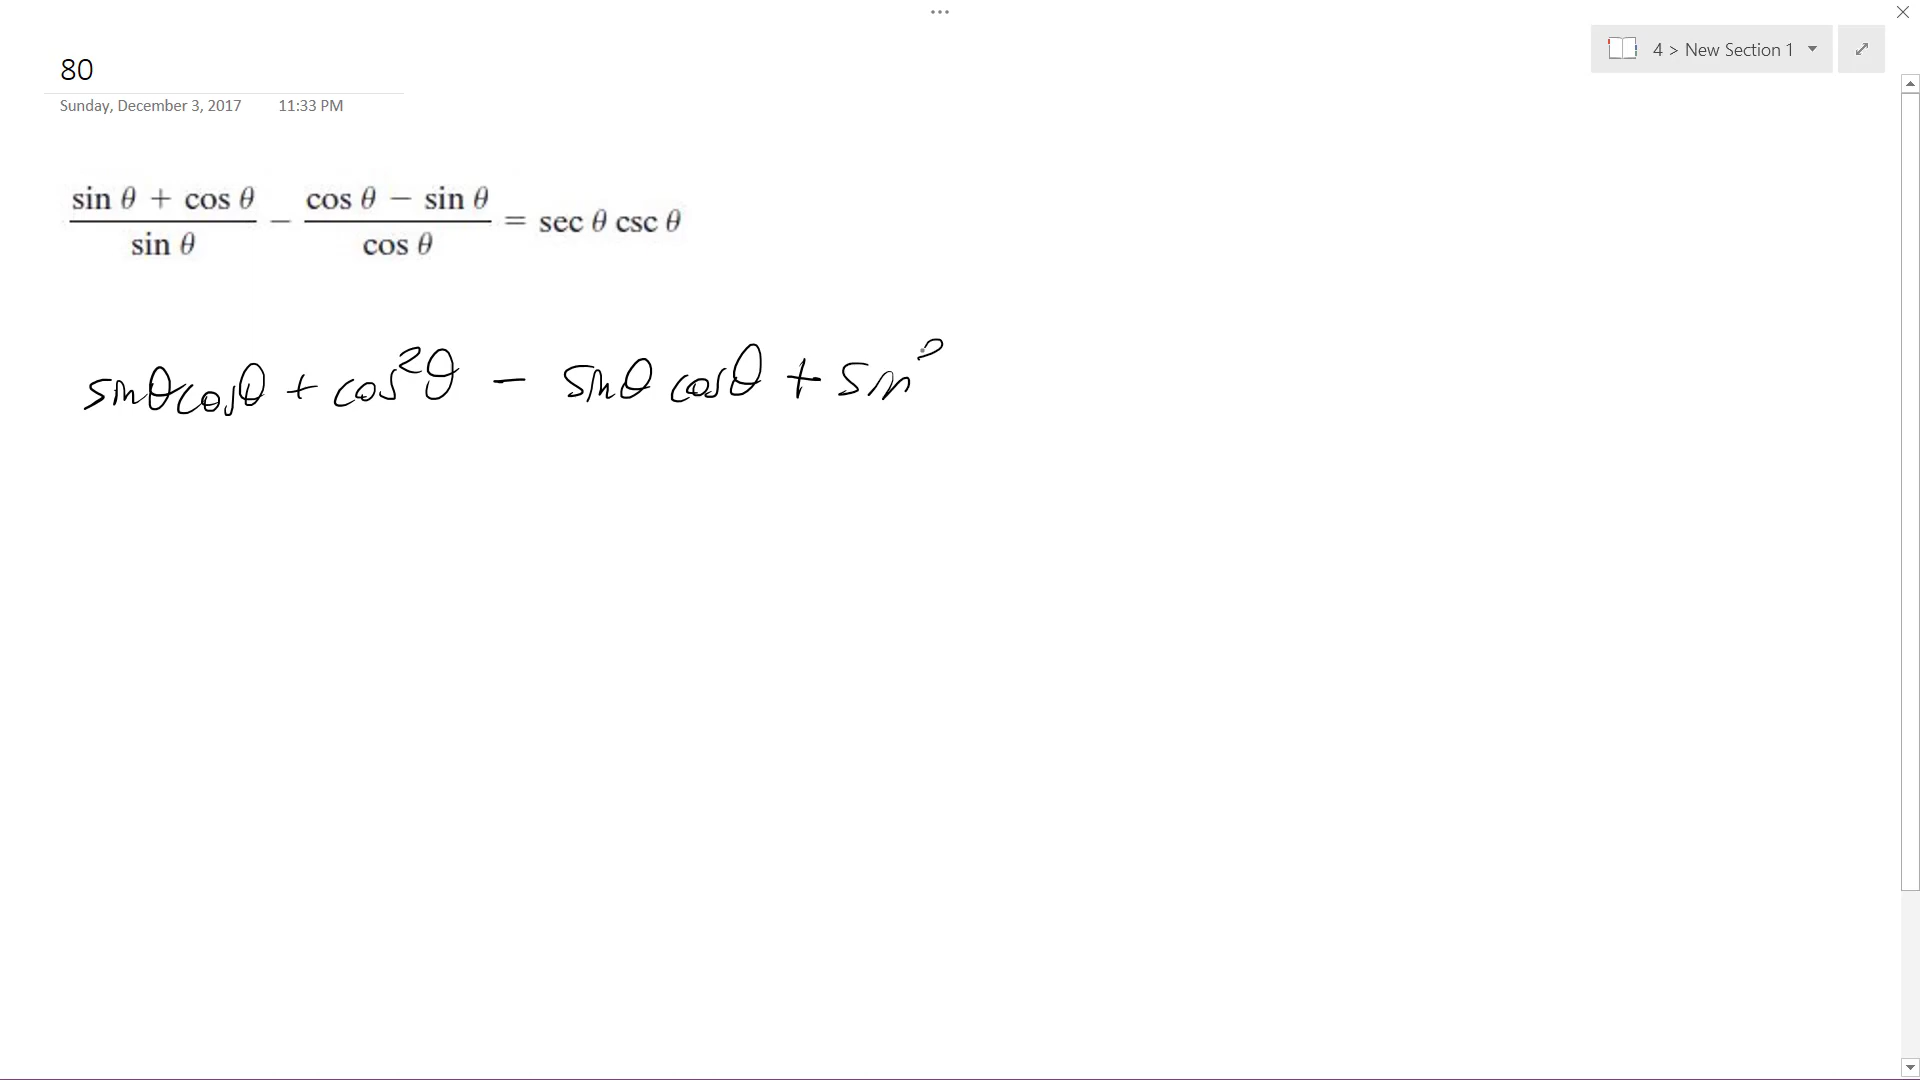 ...
4 > New Section 1
80
Sunday, December 3, 2017 11:33 PM
(sin θ + cos θ)/(sin θ) − (cos θ − sin θ)/(cos θ) = sec θ csc θ
sinθcosθ + cos²θ − sinθ cosθ + sin²